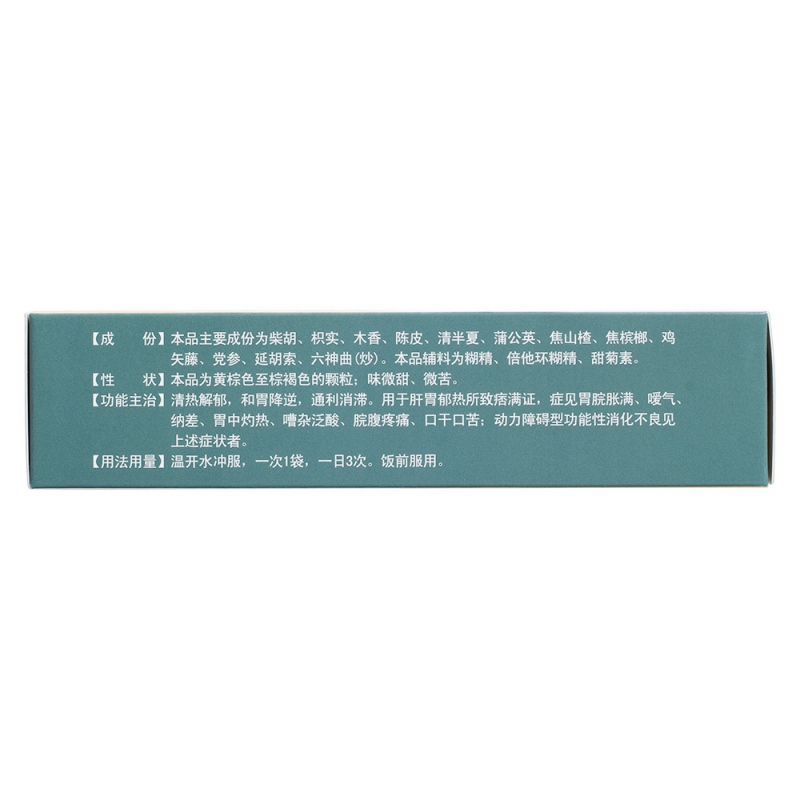 【成　份】本品主要成份为柴胡、枳实、木香、陈皮、清半夏、蒲公英、焦山楂、焦槟榔、鸡
矢藤、党参、延胡索、六神曲(炒)。本品辅料为糊精、倍他环糊精、甜菊素。
【性　状】本品为黄棕色至棕褐色的颗粒；味微甜、微苦。
【功能主治】清热解郁，和胃降逆，通利消滞。用于肝胃郁热所致痞满证，症见胃脘胀满、嗳气、
纳差、胃中灼热、嘈杂泛酸、脘腹疼痛、口干口苦；动力障碍型功能性消化不良见
上述症状者。
【用法用量】温开水冲服，一次1袋，一日3次。饭前服用。